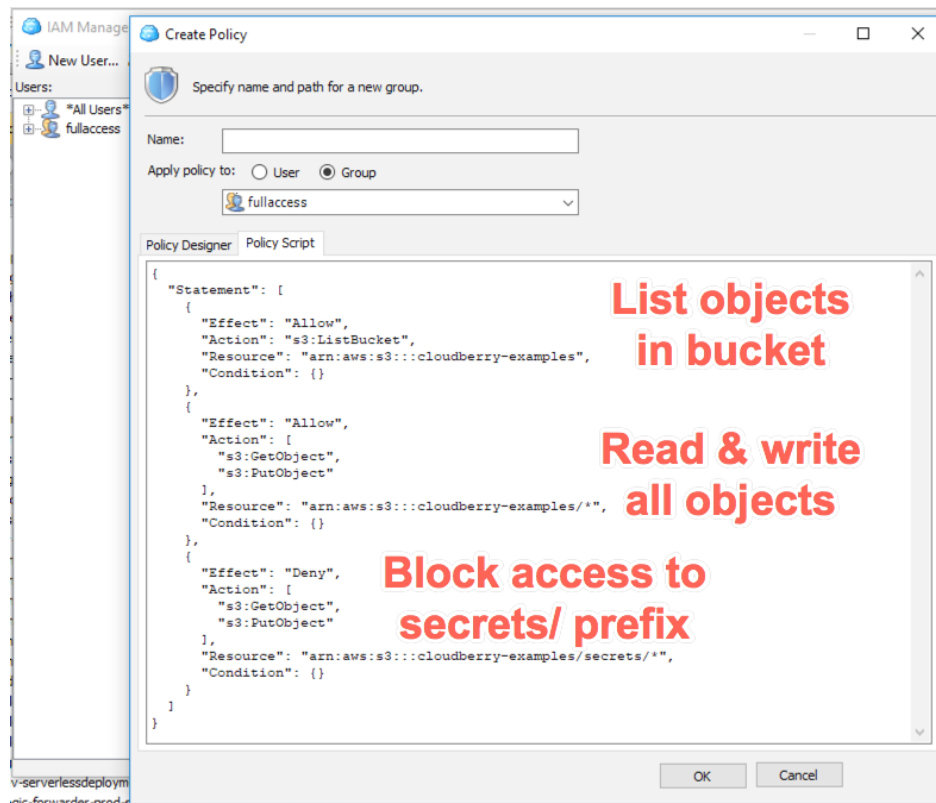 IAM Manage
Create Policy
New User...
Specify name and path for a new group.
Users:
*All Users*
fullaccess
Name:
Apply policy to: User Group
fullaccess
Policy Designer Policy Script
{
"Statement": [
{
"Effect": "Allow",
"Action": "s3:ListBucket",
"Resource": "arn:aws:s3:::cloudberry-examples",
"Condition": {}
},
{
"Effect": "Allow",
"Action": [
"s3:GetObject",
"s3:PutObject"
],
"Resource": "arn:aws:s3:::cloudberry-examples/*",
"Condition": {}
},
{
"Effect": "Deny",
"Action": [
"s3:GetObject",
"s3:PutObject"
],
"Resource": "arn:aws:s3:::cloudberry-examples/secrets/*",
"Condition": {}
}
]
}
List objects
in bucket
Read & write
all objects
Block access to
secrets/ prefix
OK Cancel
v-serverlessdeploym